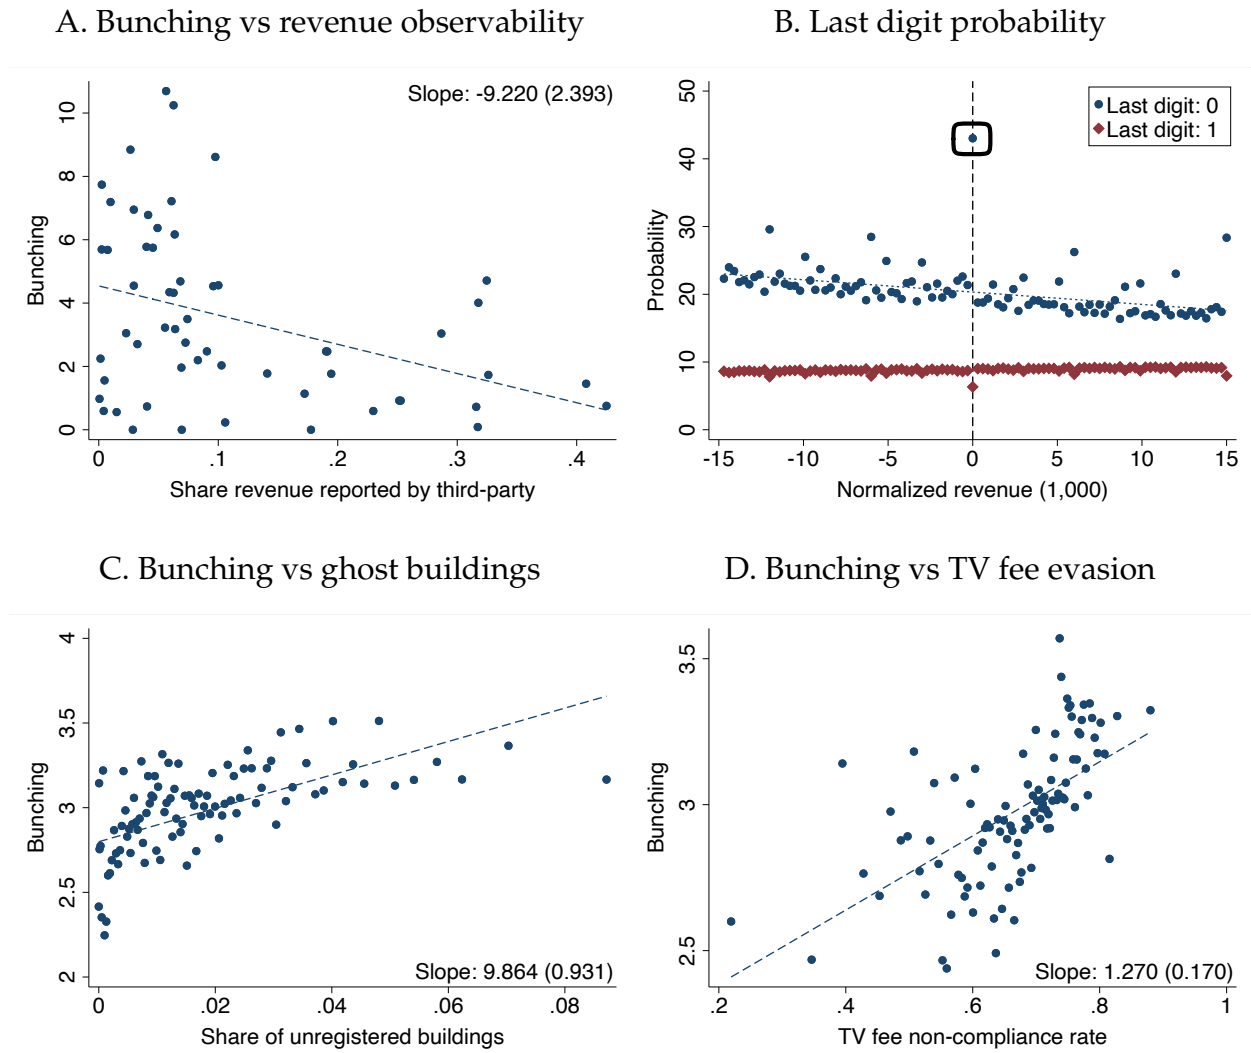 A. Bunching vs revenue observability
Slope: -9.220 (2.393)
Bunching
0
2
4
6
8
10
0
.1
.2
.3
.4
Share revenue reported by third-party
B. Last digit probability
Last digit: 0
Last digit: 1
Probability
0
10
20
30
40
50
-15
-10
-5
0
5
10
15
Normalized revenue (1,000)
C. Bunching vs ghost buildings
Slope: 9.864 (0.931)
Bunching
2
2.5
3
3.5
4
0
.02
.04
.06
.08
Share of unregistered buildings
D. Bunching vs TV fee evasion
Slope: 1.270 (0.170)
Bunching
2.5
3
3.5
.2
.4
.6
.8
1
TV fee non-compliance rate